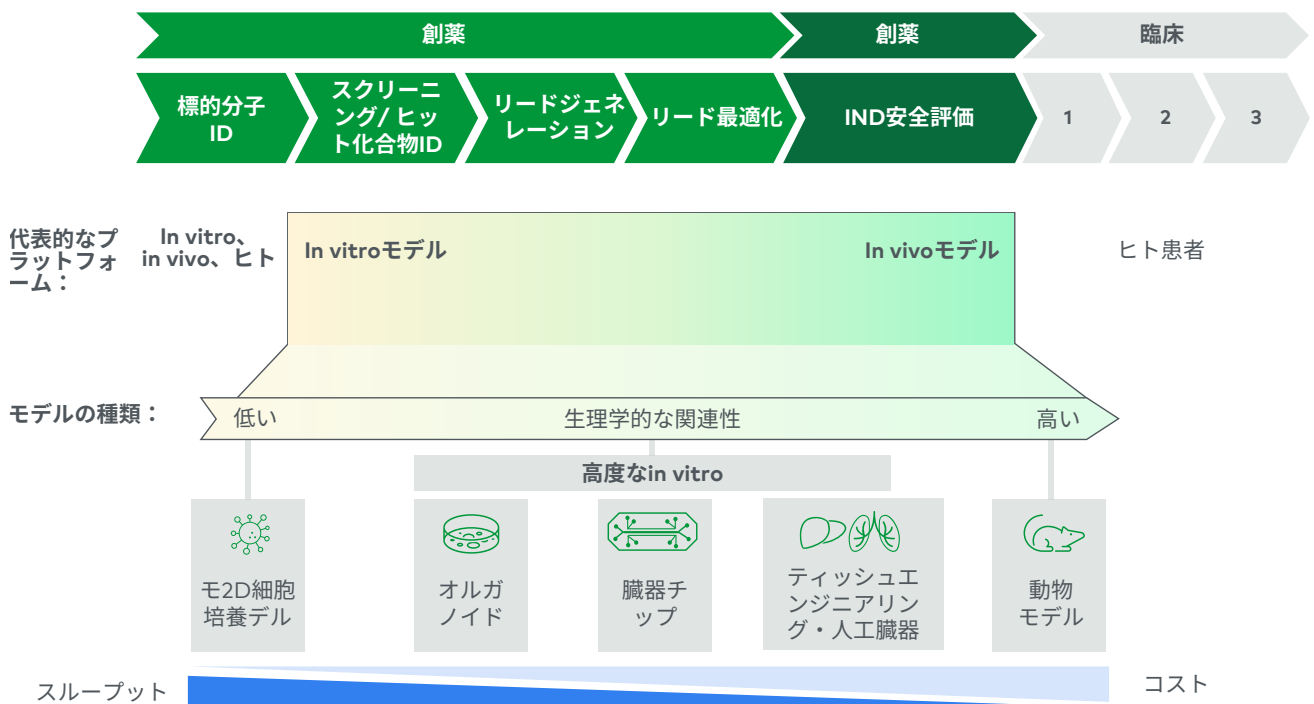 創薬
創薬
臨床
標的分子
ID
スクリーニ
ング/ ヒッ
ト化合物ID
リードジェネ
レーション
リード最適化
IND安全評価
1
2
3
代表的なプ
ラットフォ
ーム：
In vitro、
in vivo、ヒト
In vitroモデル
In vivoモデル
ヒト患者
モデルの種類：
低い
生理学的な関連性
高い
高度なin vitro
モ2D細胞
培養デル
オルガ
ノイド
臓器チ
ップ
ティッシュエ
ンジニアリン
グ・人工臓器
動物
モデル
スループット
コスト